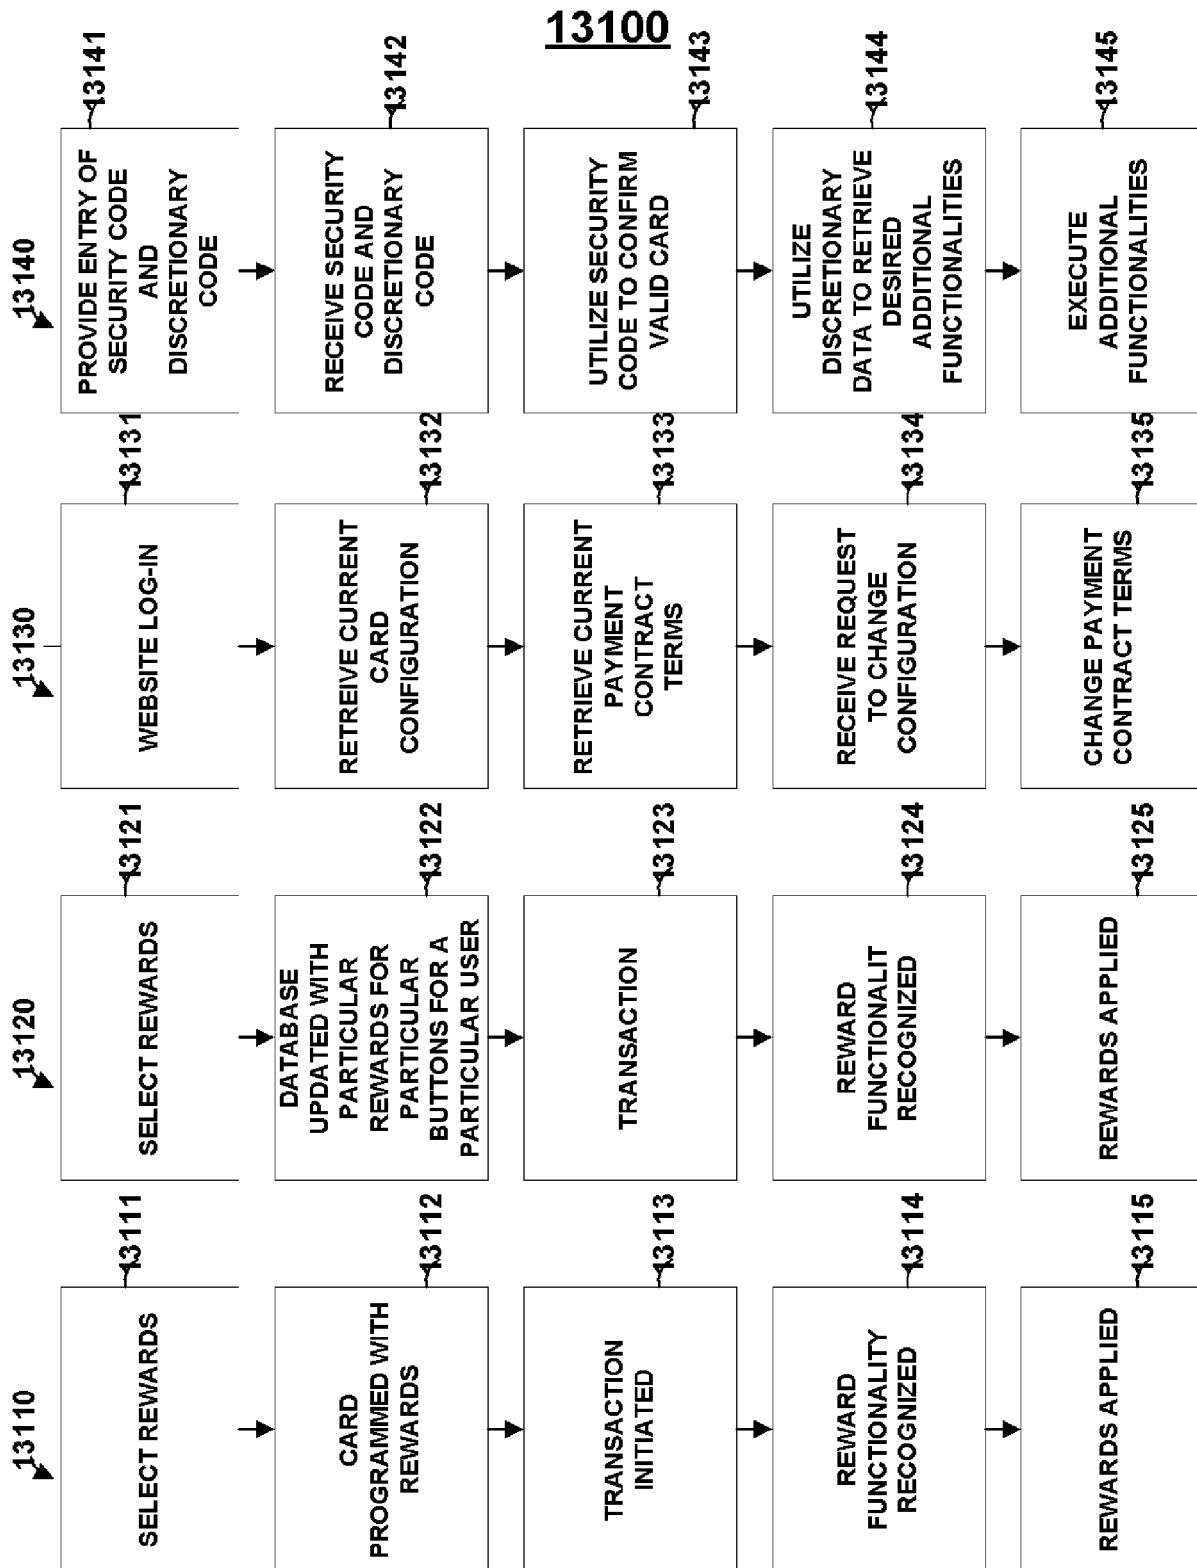 13100
13110
SELECT REWARDS
13111
CARD
PROGRAMMED WITH
REWARDS
13112
TRANSACTION
INITIATED
13113
REWARD
FUNCTIONALITY
RECOGNIZED
13114
REWARDS APPLIED
13115
13120
SELECT REWARDS
13121
DATABASE
UPDATED WITH
PARTICULAR
REWARDS FOR
PARTICULAR
BUTTONS FOR A
PARTICULAR USER
13122
TRANSACTION
13123
REWARD
FUNCTIONALIT
RECOGNIZED
13124
REWARDS APPLIED
13125
13130
WEBSITE LOG-IN
13131
RETREIVE CURRENT
CARD
CONFIGURATION
13132
RETRIEVE CURRENT
PAYMENT
CONTRACT
TERMS
13133
RECEIVE REQUEST
TO CHANGE
CONFIGURATION
13134
CHANGE PAYMENT
CONTRACT TERMS
13135
13140
PROVIDE ENTRY OF
SECURITY CODE
AND
DISCRETIONARY
CODE
13141
RECEIVE SECURITY
CODE AND
DISCRETIONARY
CODE
13142
UTILIZE SECURITY
CODE TO CONFIRM
VALID CARD
13143
UTILIZE
DISCRETIONARY
DATA TO RETRIEVE
DESIRED
ADDITIONAL
FUNCTIONALITIES
13144
EXECUTE
ADDITIONAL
FUNCTIONALITIES
13145